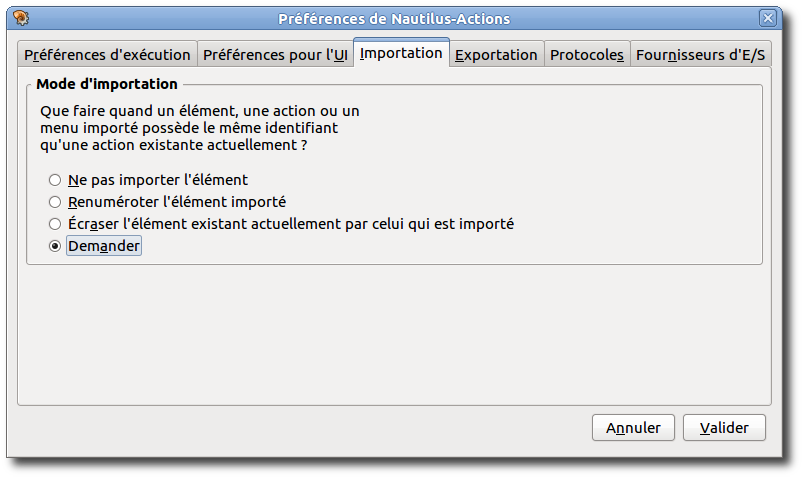 Préférences de Nautilus-Actions
Préférences d'exécution Préférences pour l'UI Importation Exportation Protocoles Fournisseurs d'E/S
Mode d'importation
Que faire quand un élément, une action ou un
menu importé possède le même identifiant
qu'une action existante actuellement ?
Ne pas importer l'élément
Renuméroter l'élément importé
Écraser l'élément existant actuellement par celui qui est importé
Demander
Annuler Valider